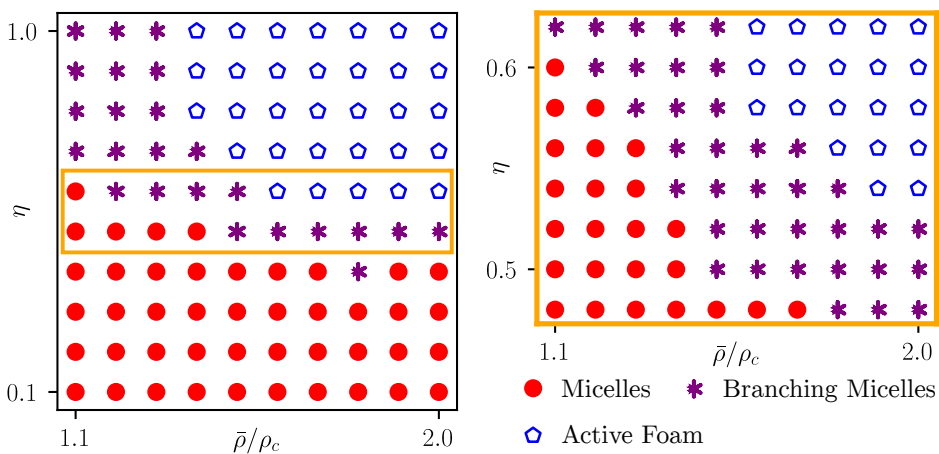 1.0
η
0.1
1.1
ρ̄/ρc
2.0
0.6
η
0.5
1.1
ρ̄/ρc
2.0
Micelles
Branching Micelles
Active Foam